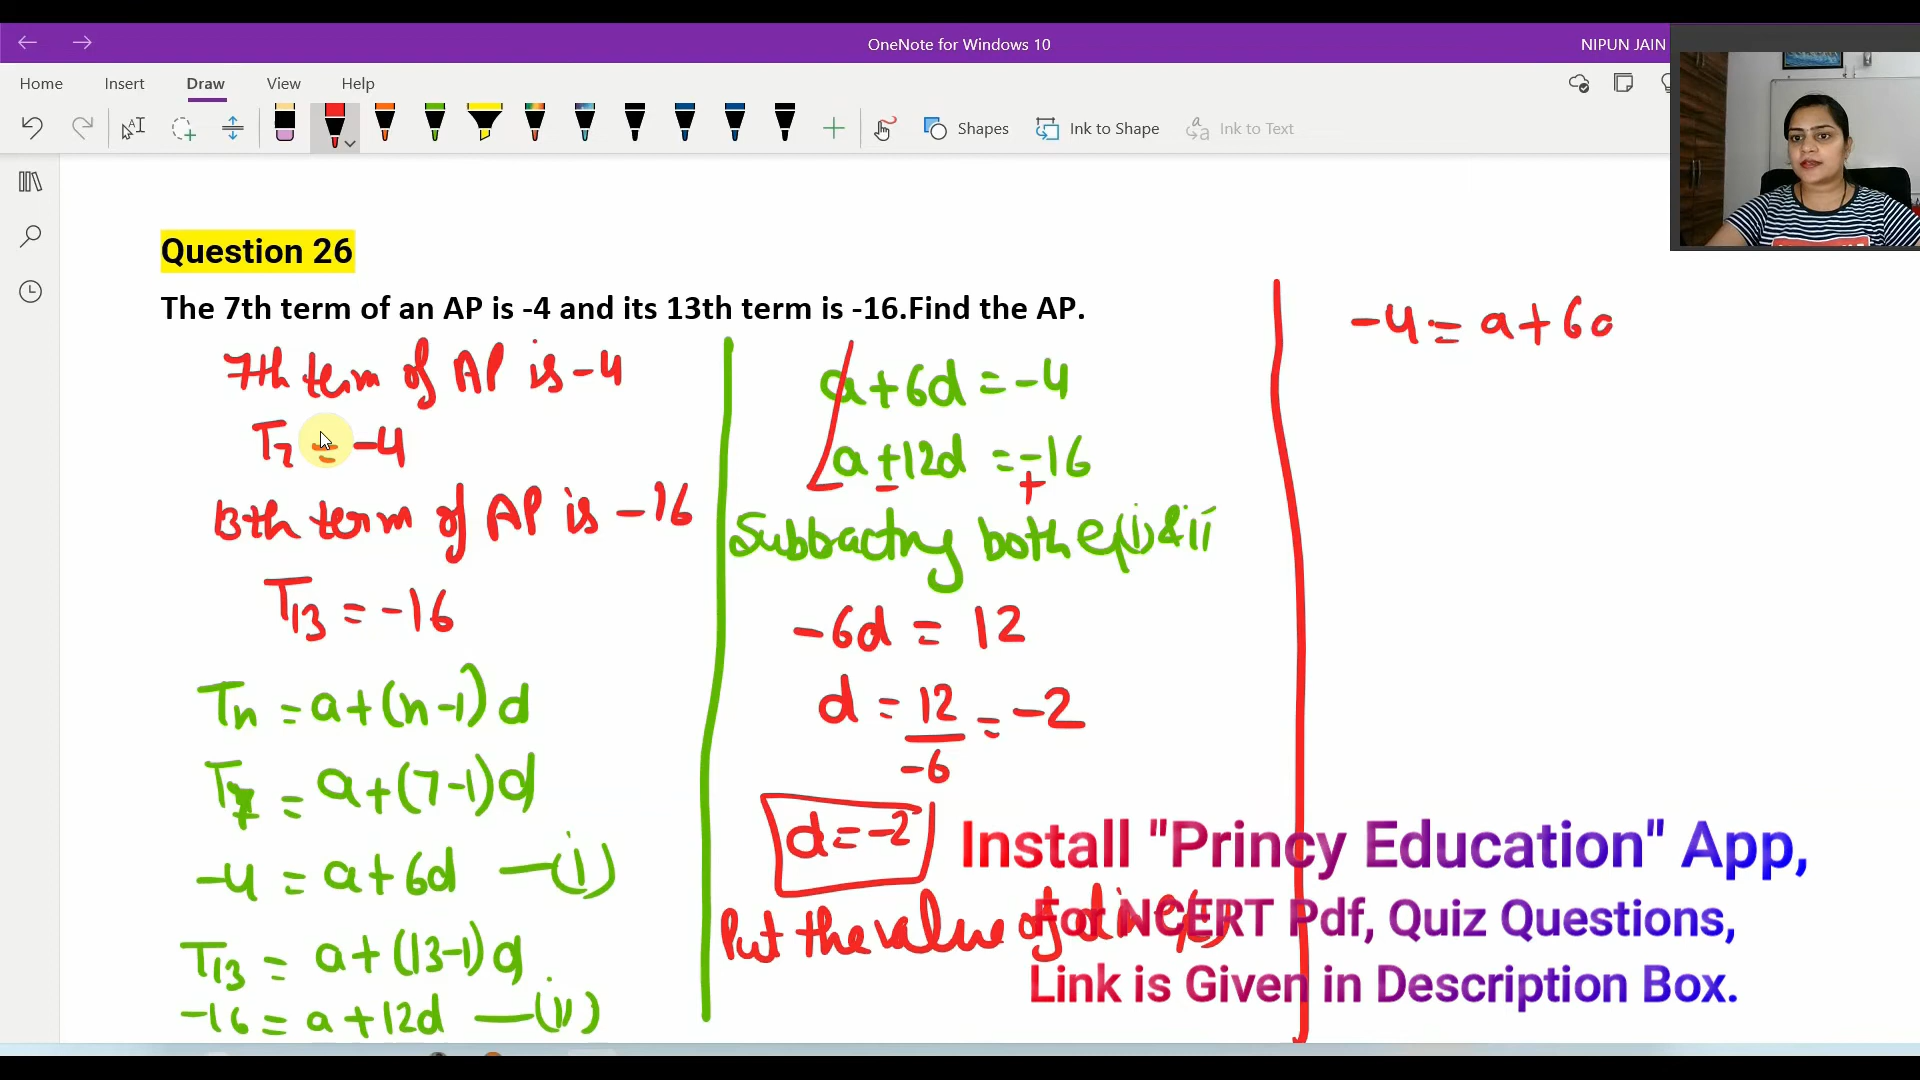 OneNote for Windows 10
NIPUN JAIN
Home Insert Draw View Help
Shapes Ink to Shape Ink to Text
Question 26
The 7th term of an AP is -4 and its 13th term is -16.Find the AP.
7th term of AP is -4
T7 = -4
13th term of AP is -16
T13 = -16
Tn = a+(n-1)d
T7 = a+(7-1)d
-4 = a+6d —(i)
T13 = a+(13-1)d
-16 = a+12d —(ii)
a+6d = -4
a+12d = -16
- - +
Subtracting both eq(i)&ii
-6d = 12
d = 12/-6 = -2
d = -2
Put the value of d in eq(i)
-4 = a+6
Install "Princy Education" App,
For NCERT Pdf, Quiz Questions,
Link is Given in Description Box.